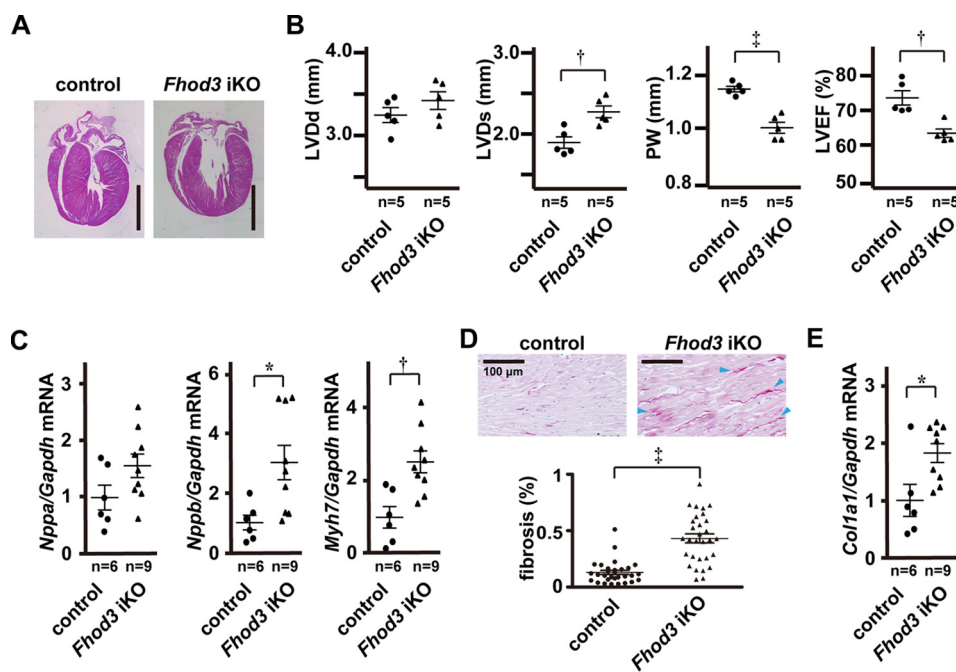 A
control
Fhod3 iKO
B
LVDd (mm)
4.0
3.0
n=5
n=5
control
Fhod3 iKO
LVDs (mm)
3.0
2.0
1.0
†
n=5
n=5
control
Fhod3 iKO
PW (mm)
1.2
1.0
0.8
‡
n=5
n=5
control
Fhod3 iKO
LVEF (%)
80
70
60
50
†
n=5
n=5
control
Fhod3 iKO
C
Nppa/Gapdh mRNA
3
2
1
0
n=6
n=9
control
Fhod3 iKO
Nppb/Gapdh mRNA
6
4
2
0
*
n=6
n=9
control
Fhod3 iKO
Myh7/Gapdh mRNA
4
2
0
†
n=6
n=9
control
Fhod3 iKO
D
control
Fhod3 iKO
100 µm
fibrosis (%)
1
0.5
0
‡
control
Fhod3 iKO
E
Col1a1/Gapdh mRNA
3
2
1
0
*
n=6
n=9
control
Fhod3 iKO